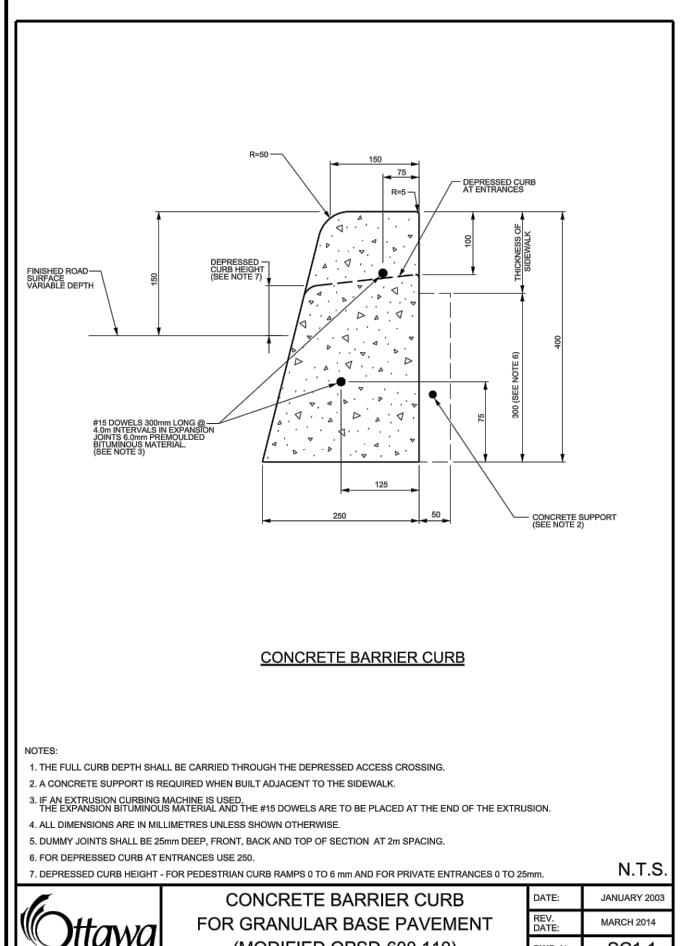 R=50
150
75
R=5
DEPRESSED CURB
AT ENTRANCES
100
THICKNESS OF
SIDEWALK
FINISHED ROAD
SURFACE
VARIABLE DEPTH
150
DEPRESSED
CURB HEIGHT
(SEE NOTE 7)
400
300 (SEE NOTE 6)
#15 DOWELS 300mm LONG @
4.0m INTERVALS IN EXPANSION
JOINTS 6.0mm PREMOULDED
BITUMINOUS MATERIAL.
(SEE NOTE 3)
75
125
250
50
CONCRETE SUPPORT
(SEE NOTE 2)
CONCRETE BARRIER CURB
NOTES:
1. THE FULL CURB DEPTH SHALL BE CARRIED THROUGH THE DEPRESSED ACCESS CROSSING.
2. A CONCRETE SUPPORT IS REQUIRED WHEN BUILT ADJACENT TO THE SIDEWALK.
3. IF AN EXTRUSION CURBING MACHINE IS USED,
THE EXPANSION BITUMINOUS MATERIAL AND THE #15 DOWELS ARE TO BE PLACED AT THE END OF THE EXTRUSION.
4. ALL DIMENSIONS ARE IN MILLIMETRES UNLESS SHOWN OTHERWISE.
5. DUMMY JOINTS SHALL BE 25mm DEEP, FRONT, BACK AND TOP OF SECTION AT 2m SPACING.
6. FOR DEPRESSED CURB AT ENTRANCES USE 250.
7. DEPRESSED CURB HEIGHT - FOR PEDESTRIAN CURB RAMPS 0 TO 6 mm AND FOR PRIVATE ENTRANCES 0 TO 25mm.
N.T.S.
Ottawa
CONCRETE BARRIER CURB
FOR GRANULAR BASE PAVEMENT
DATE: JANUARY 2003
REV.
DATE: MARCH 2014